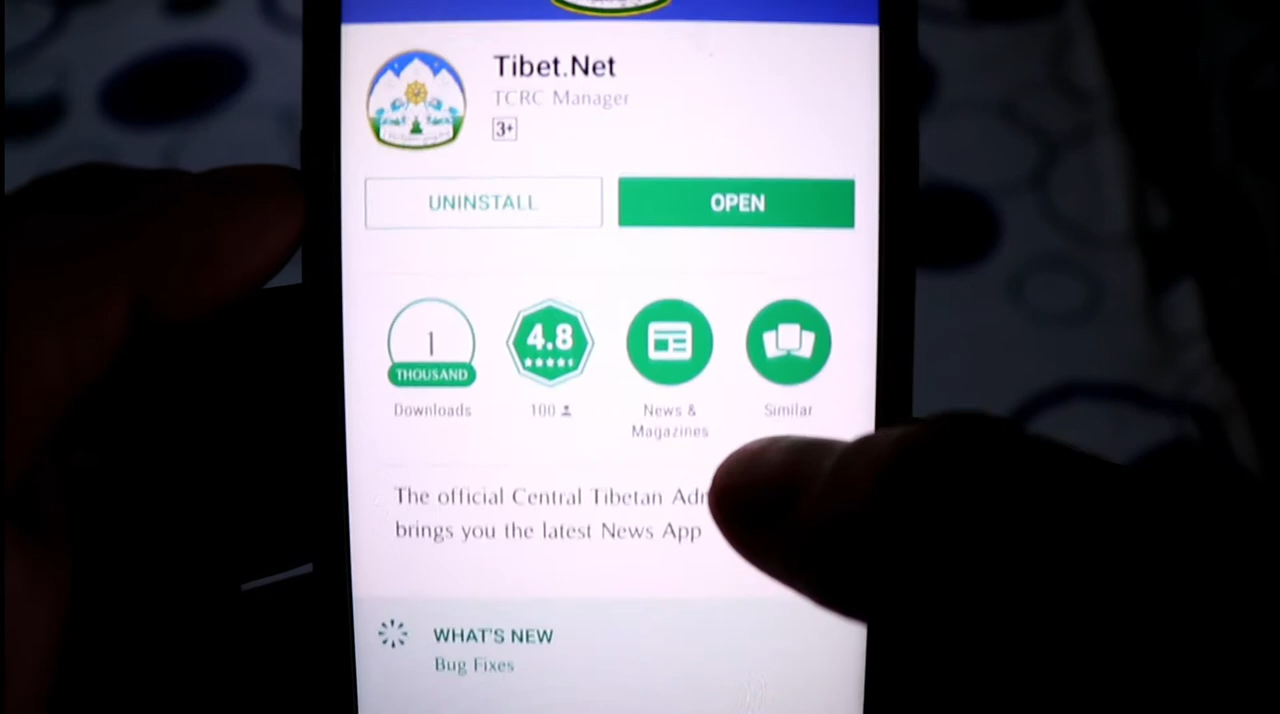 Tibet.Net
TCRC Manager
3+
UNINSTALL
OPEN
1
THOUSAND
Downloads
4.8
100
News &
Magazines
Similar
The official Central Tibetan
brings you the latest News App
WHAT'S NEW
Bug Fixes